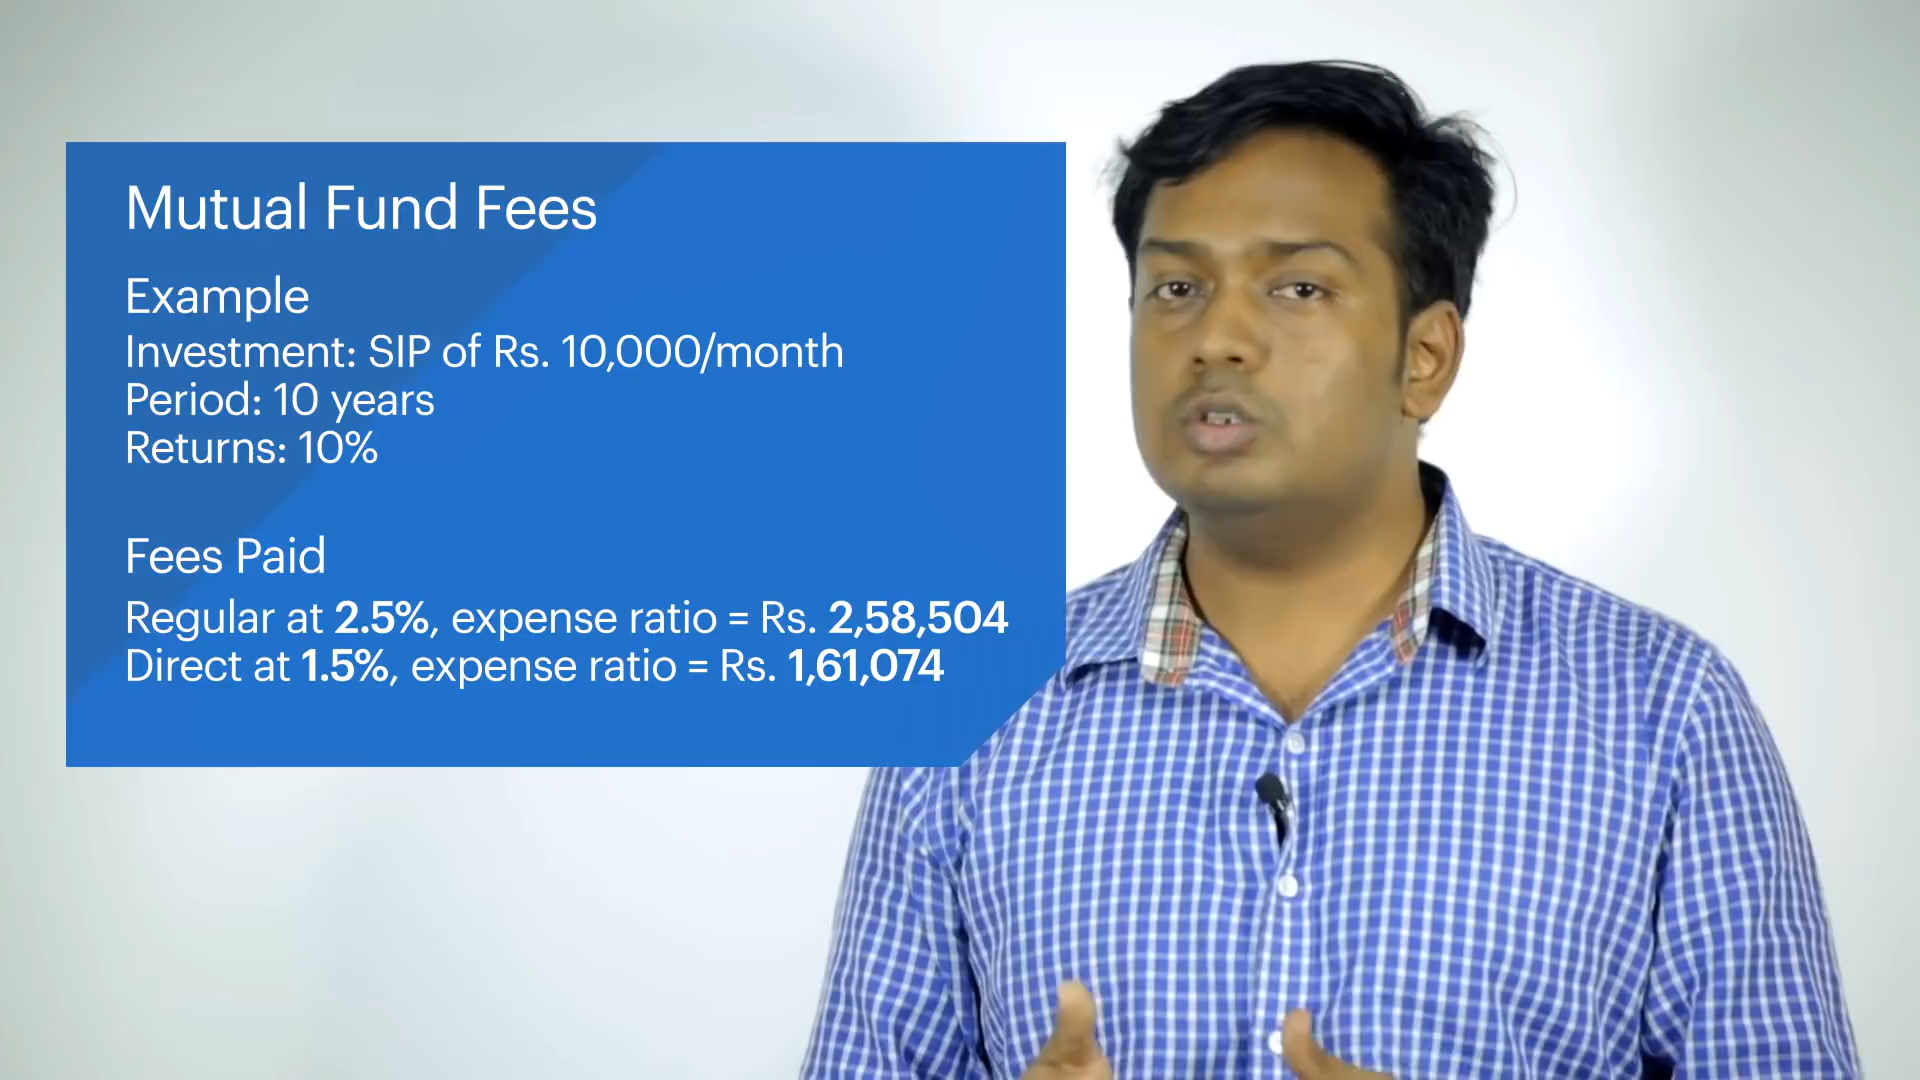 Mutual Fund Fees
Example
Investment: SIP of Rs. 10,000/month
Period: 10 years
Returns: 10%
Fees Paid
Regular at 2.5%, expense ratio = Rs. 2,58,504
Direct at 1.5%, expense ratio = Rs. 1,61,074